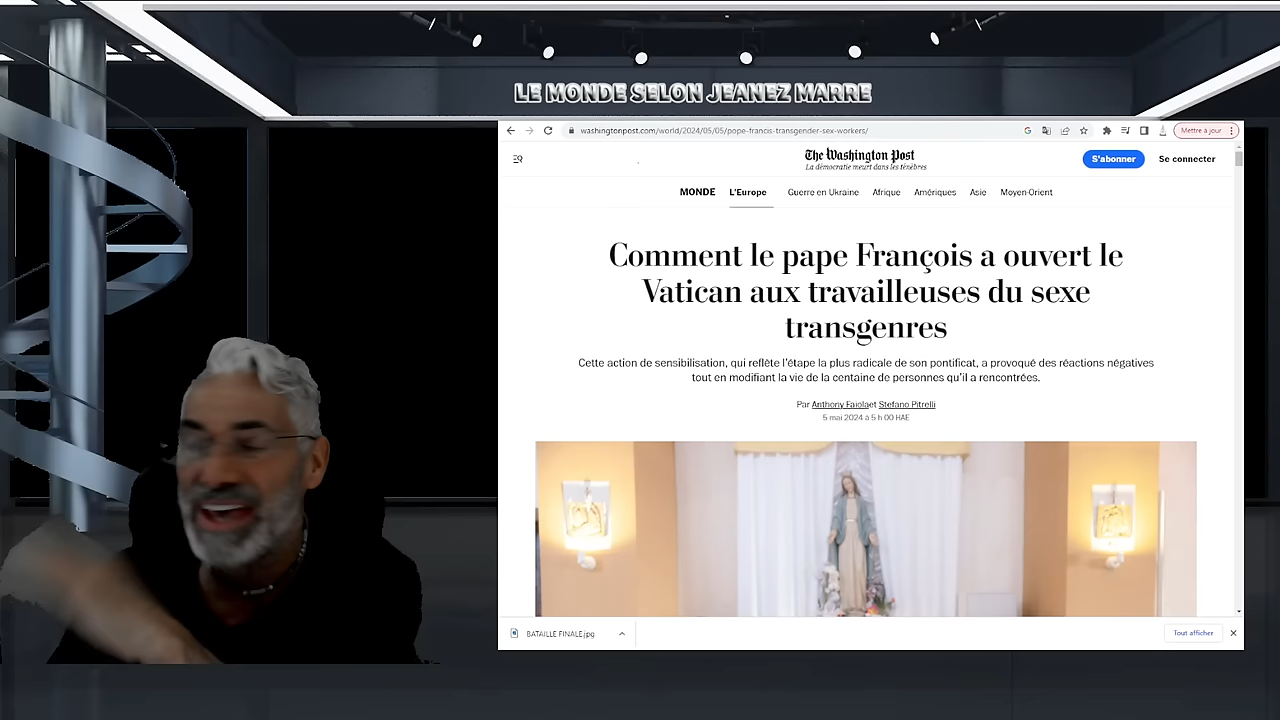 LE MONDE SELON JEANEZ MARRE
washingtonpost.com/world/2024/05/05/pope-francis-transgender-sex-workers/
Mettre à jour
The Washington Post
La démocratie meurt dans les ténèbres
S'abonner
Se connecter
MONDE L'Europe Guerre en Ukraine Afrique Amériques Asie Moyen-Orient
Comment le pape François a ouvert le
Vatican aux travailleuses du sexe
transgenres
Cette action de sensibilisation, qui reflète l'étape la plus radicale de son pontificat, a provoqué des réactions négatives
tout en modifiant la vie de la centaine de personnes qu'il a rencontrées.
Par Anthony Faiolaet Stefano Pitrelli
5 mai 2024 à 5 h 00 HAE
BATAILLE FINALE.jpg
Tout afficher